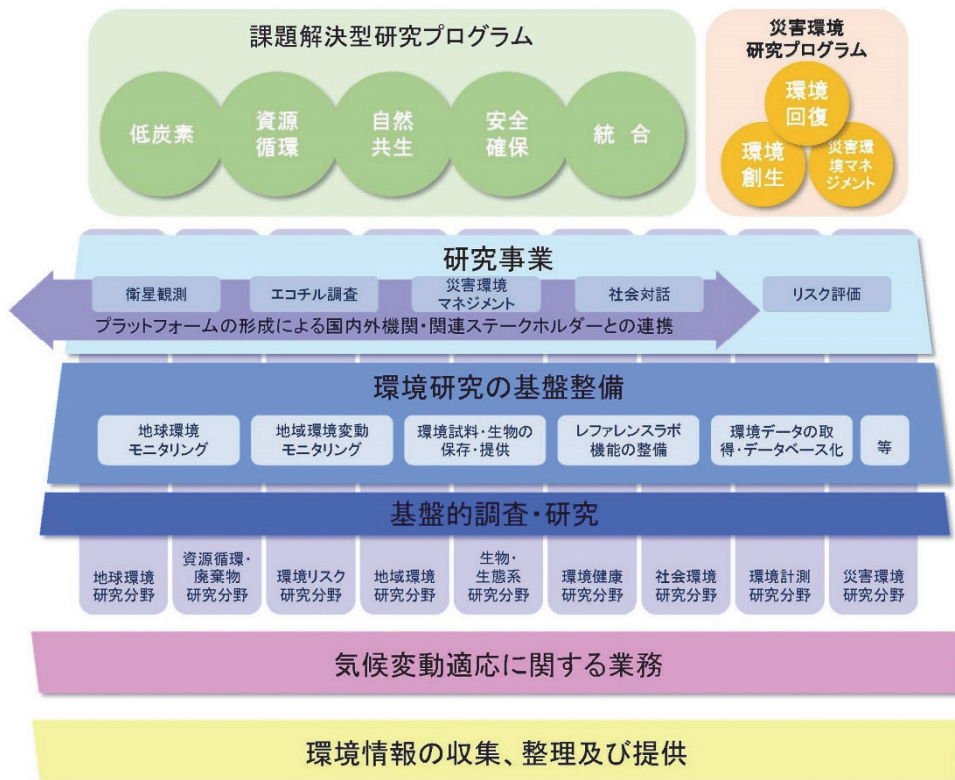 課題解決型研究プログラム
低炭素
資源
循環
自然
共生
安全
確保
統 合
災害環境
研究プログラム
環境
回復
環境
創生
災害環
境マネ
ジメント
研究事業
衛星観測
エコチル調査
災害環境
マネジメント
社会対話
リスク評価
プラットフォームの形成による国内外機関・関連ステークホルダーとの連携
環境研究の基盤整備
地球環境
モニタリング
地域環境変動
モニタリング
環境試料・生物の
保存・提供
レファレンスラボ
機能の整備
環境データの取
得・データベース化
等
基盤的調査・研究
地球環境
研究分野
資源循環・
廃棄物
研究分野
環境リスク
研究分野
地域環境
研究分野
生物・
生態系
研究分野
環境健康
研究分野
社会環境
研究分野
環境計測
研究分野
災害環境
研究分野
気候変動適応に関する業務
環境情報の収集、整理及び提供